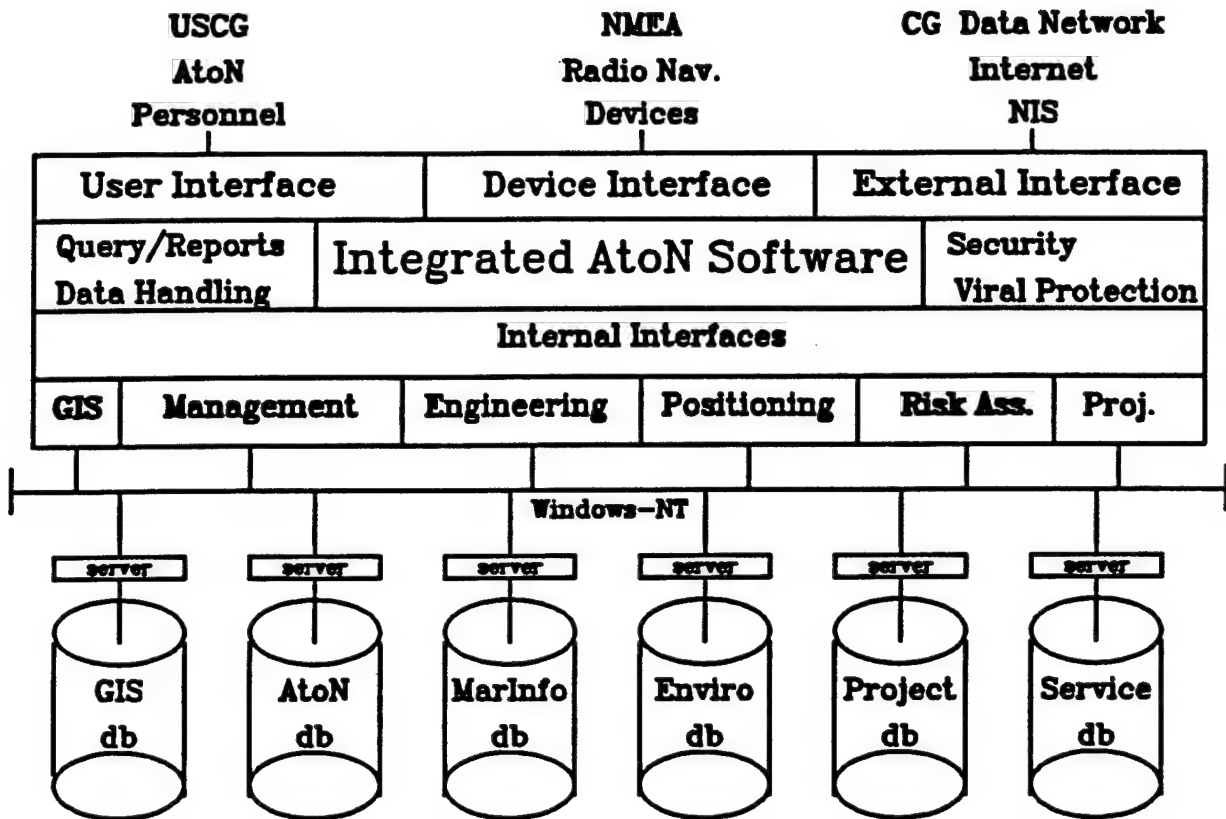 USCG
AtoN
Personnel
NMEA
Radio Nav.
Devices
CG Data Network
Internet
NIS
User Interface
Device Interface
External Interface
Query/Reports
Data Handling
Integrated AtoN Software
Security
Viral Protection
Internal Interfaces
GIS
Management
Engineering
Positioning
Risk Ass.
Proj.
Windows-NT
server
server
server
server
server
server
GIS
db
AtoN
db
MarInfo
db
Enviro
db
Project
db
Service
db